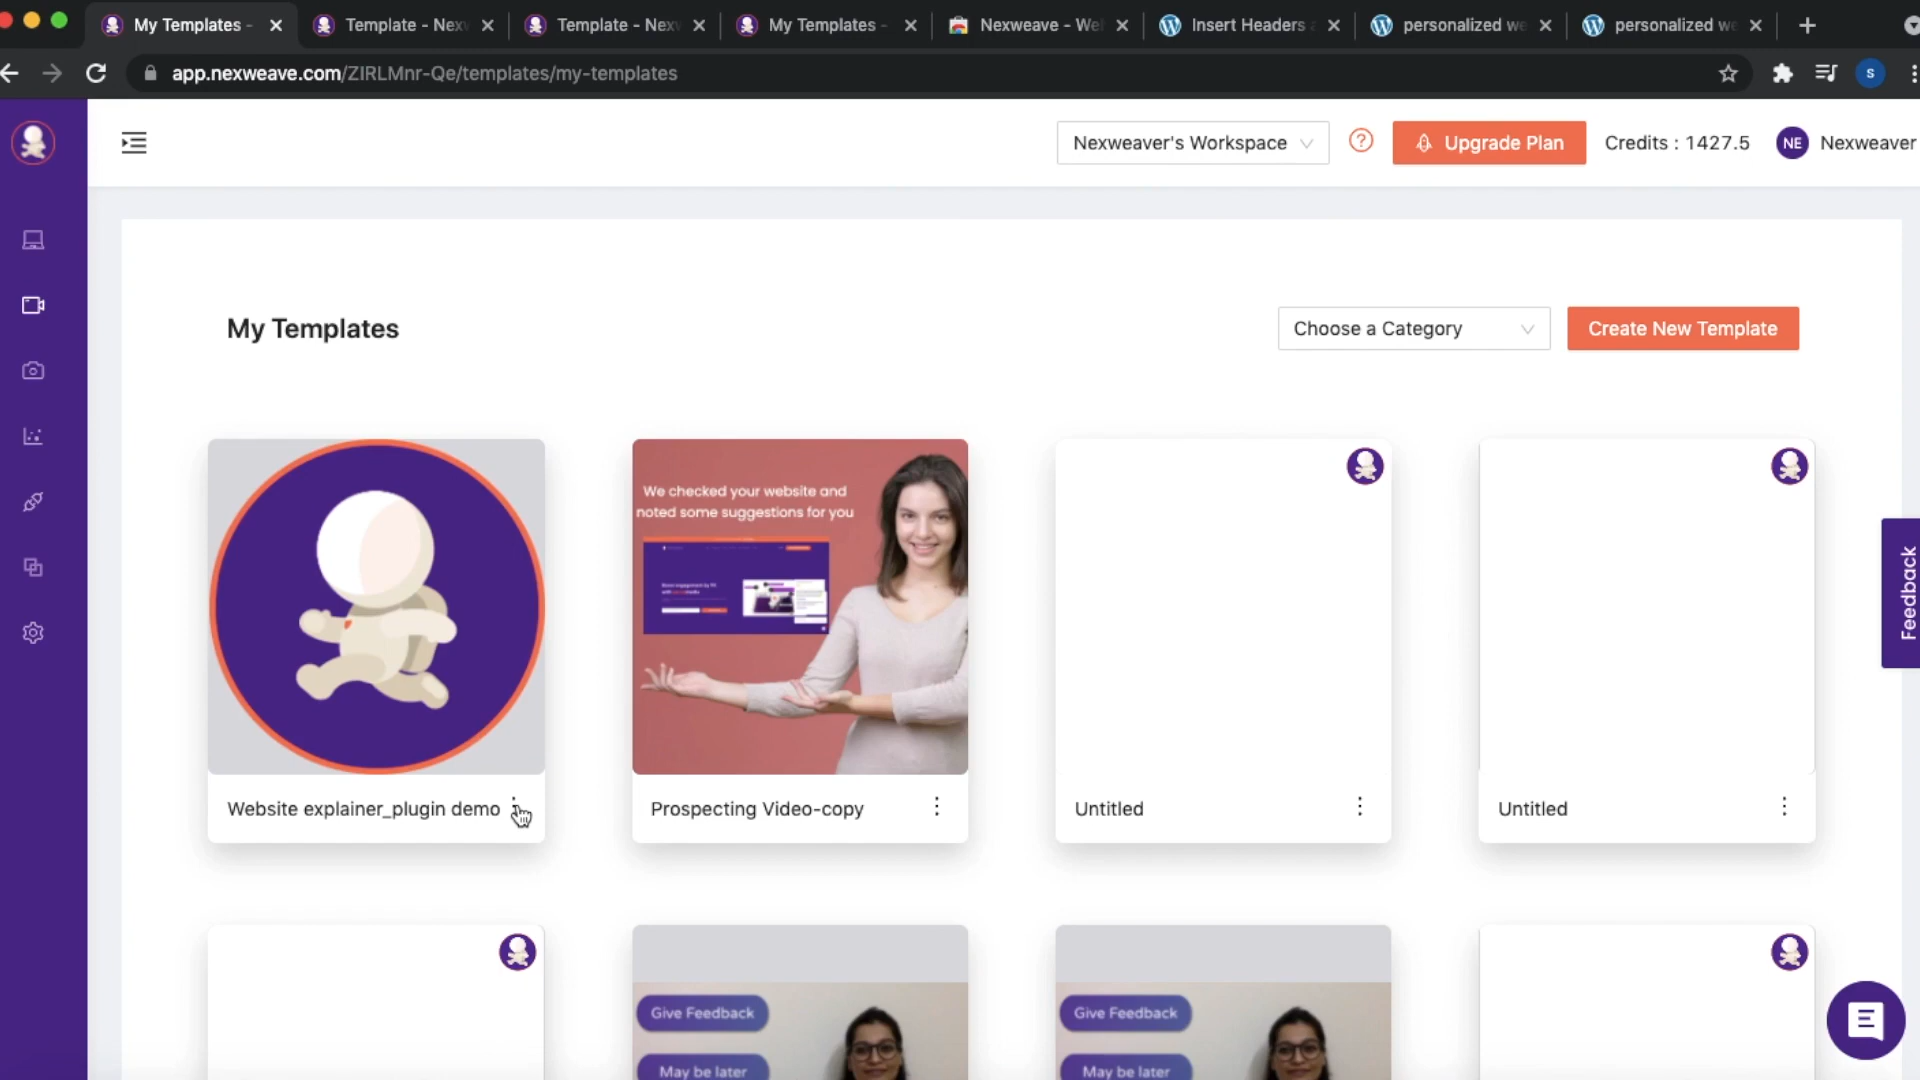 My Templates -
Template - Nexw
Template - Nexw
My Templates -
Nexweave - We
Insert Headers
personalized we
personalized we
app.nexweave.com/ZIRLMnr-Qe/templates/my-templates
S
Nexweaver's Workspace
?
Upgrade Plan
Credits : 1427.5
NE
Nexweaver
My Templates
Choose a Category
Create New Template
We checked your website and
noted some suggestions for you
Website explainer_plugin demo
Prospecting Video-copy
Untitled
Untitled
Feedback
Give Feedback
May be later
Give Feedback
May be later